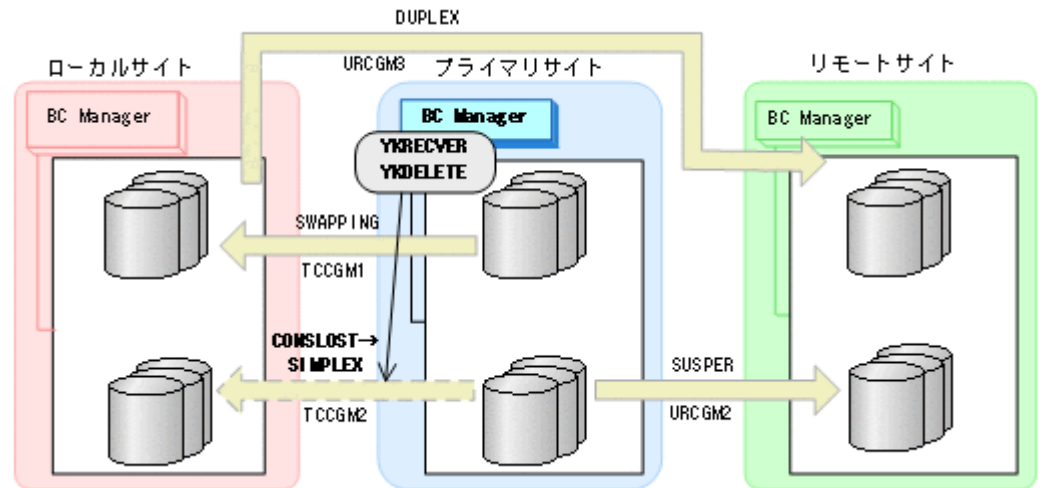 DUPLEX
URCGM3
ローカルサイト
プライマリサイト
リモートサイト
BC Manager
BC Manager
BC Manager
YKRECVER
YKDELETE
SWAPPING
TCCGM1
CONSLOST→
SIMPLEX
TCCGM2
SUSPER
URCGM2